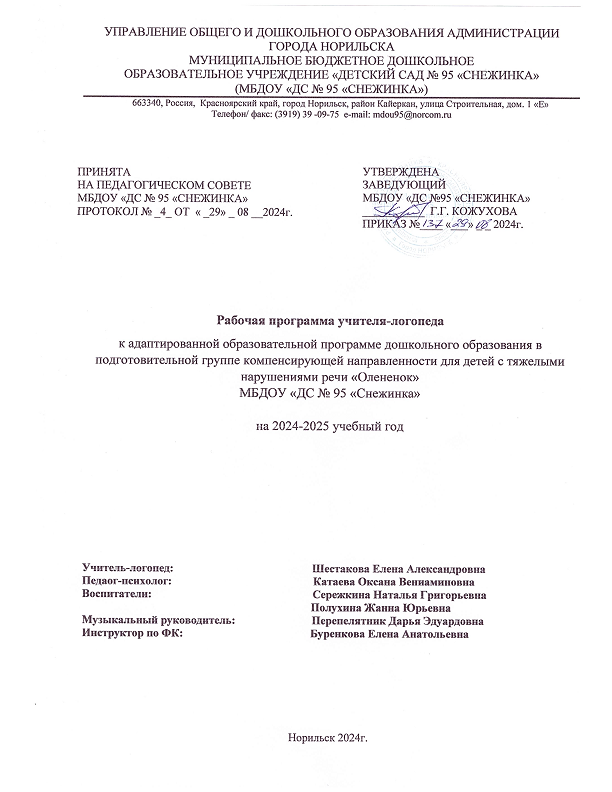 УПРАВЛЕНИЕ ОБЩЕГО И ДОШКОЛЬНОГО ОБРАЗОВАНИЯ АДМИНИСТРАЦИИ
ГОРОДА НОРИЛЬСКА
МУНИЦИПАЛЬНОЕ БЮДЖЕТНОЕ ДОШКОЛЬНОЕ
ОБРАЗОВАТЕЛЬНОЕ УЧРЕЖДЕНИЕ «ДЕТСКИЙ САД № 95 «СНЕЖИНКА»
(МБДОУ «ДС № 95 «СНЕЖИНКА»)
663340, Россия, Красноярский край, город Норильск, район Кайеркан, улица Строительная, дом. 1 «Е»
Телефон/ факс: (3919) 39 -09-75 e-mail: mdou95@norcom.ru
ПРИНЯТА
НА ПЕДАГОГИЧЕСКОМ СОВЕТЕ
МБДОУ «ДС № 95 «СНЕЖИНКА»
ПРОТОКОЛ № _4_ ОТ « _29» _ 08 __2024г.
УТВЕРЖДЕНА
ЗАВЕДУЮЩИЙ
МБДОУ «ДС №95 «СНЕЖИНКА»
Г.Г. КОЖУХОВА
ПРИКАЗ № 137 «29» 08 2024г.
Рабочая программа учителя-логопеда
к адаптированной образовательной программе дошкольного образования в
подготовительной группе компенсирующей направленности для детей с тяжелыми
нарушениями речи «Олененок»
МБДОУ «ДС № 95 «Снежинка»
на 2024-2025 учебный год
Учитель-логопед: Шестакова Елена Александровна
Педаог-психолог: Катаева Оксана Вениаминовна
Воспитатели: Сережкина Наталья Григорьевна
Полухина Жанна Юрьевна
Музыкальный руководитель: Перепелятник Дарья Эдуардовна
Инструктор по ФК: Буренкова Елена Анатольевна
Норильск 2024г.